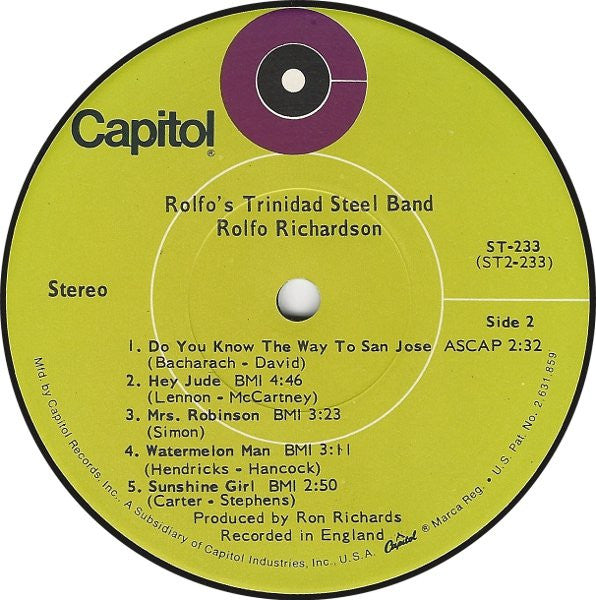 Capitol®
Rolfo's Trinidad Steel Band
Rolfo Richardson
ST-233
(ST2-233)
Stereo
Side 2
1. Do You Know The Way To San Jose ASCAP 2:32
(Bacharach - David)
2. Hey Jude BMI 4:46
(Lennon - McCartney)
3. Mrs. Robinson BMI 3:23
(Simon)
4. Watermelon Man BMI 3:11
(Hendricks - Hancock)
5. Sunshine Girl BMI 2:50
(Carter - Stephens)
Produced by Ron Richards
Recorded in England
Mfd. by Capitol Records, Inc., A Subsidiary of Capitol Industries, Inc., U.S.A. Capitol ® Marca Reg. • U.S. Pat. No. 2,631,859